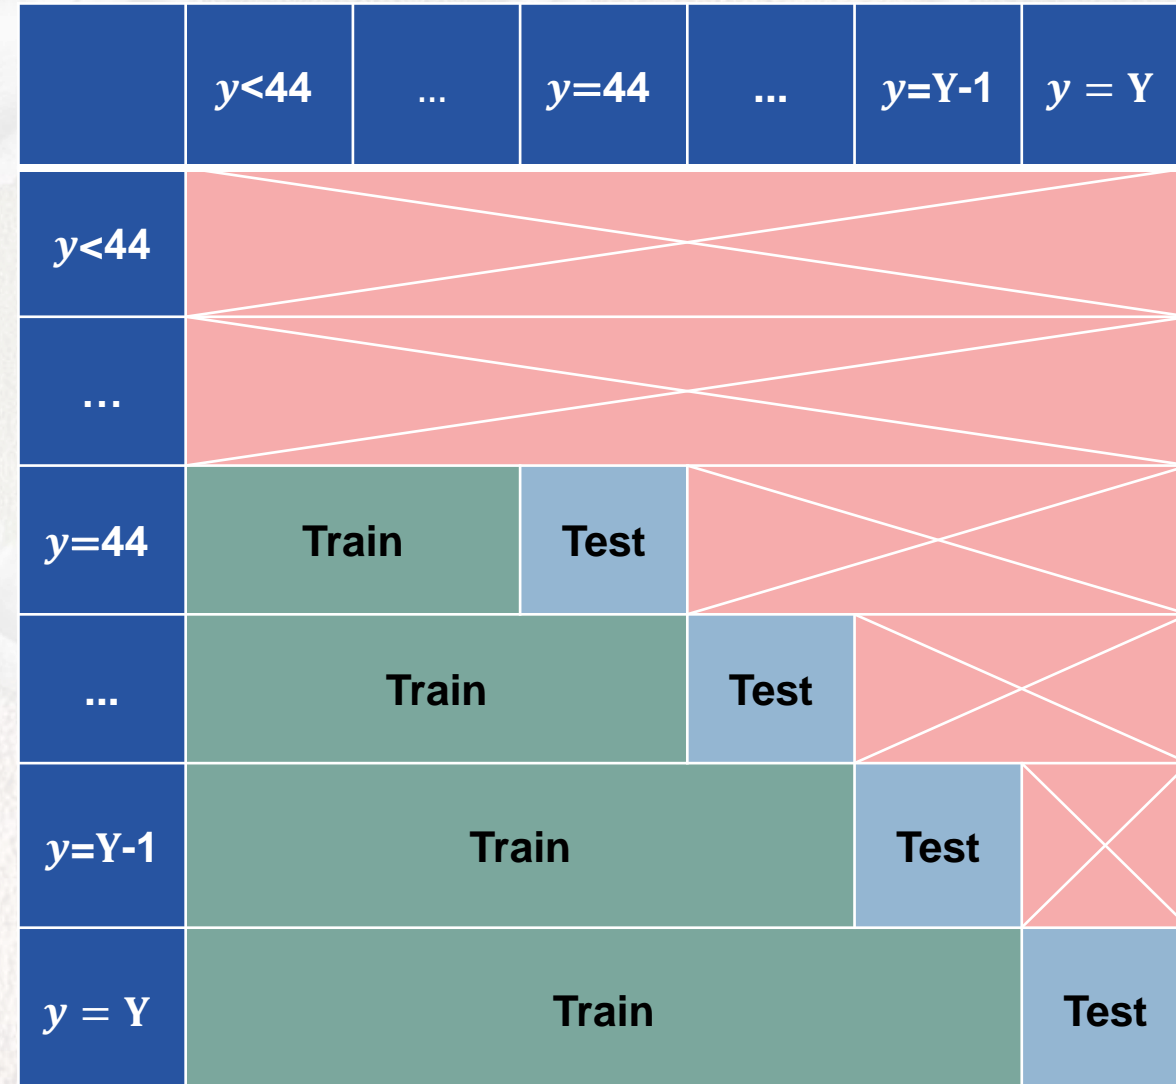 y<44 ... y=44 ... y=Y-1 y = Y
y<44
...
y=44 Train Test
... Train Test
y=Y-1 Train Test
y = Y Train Test